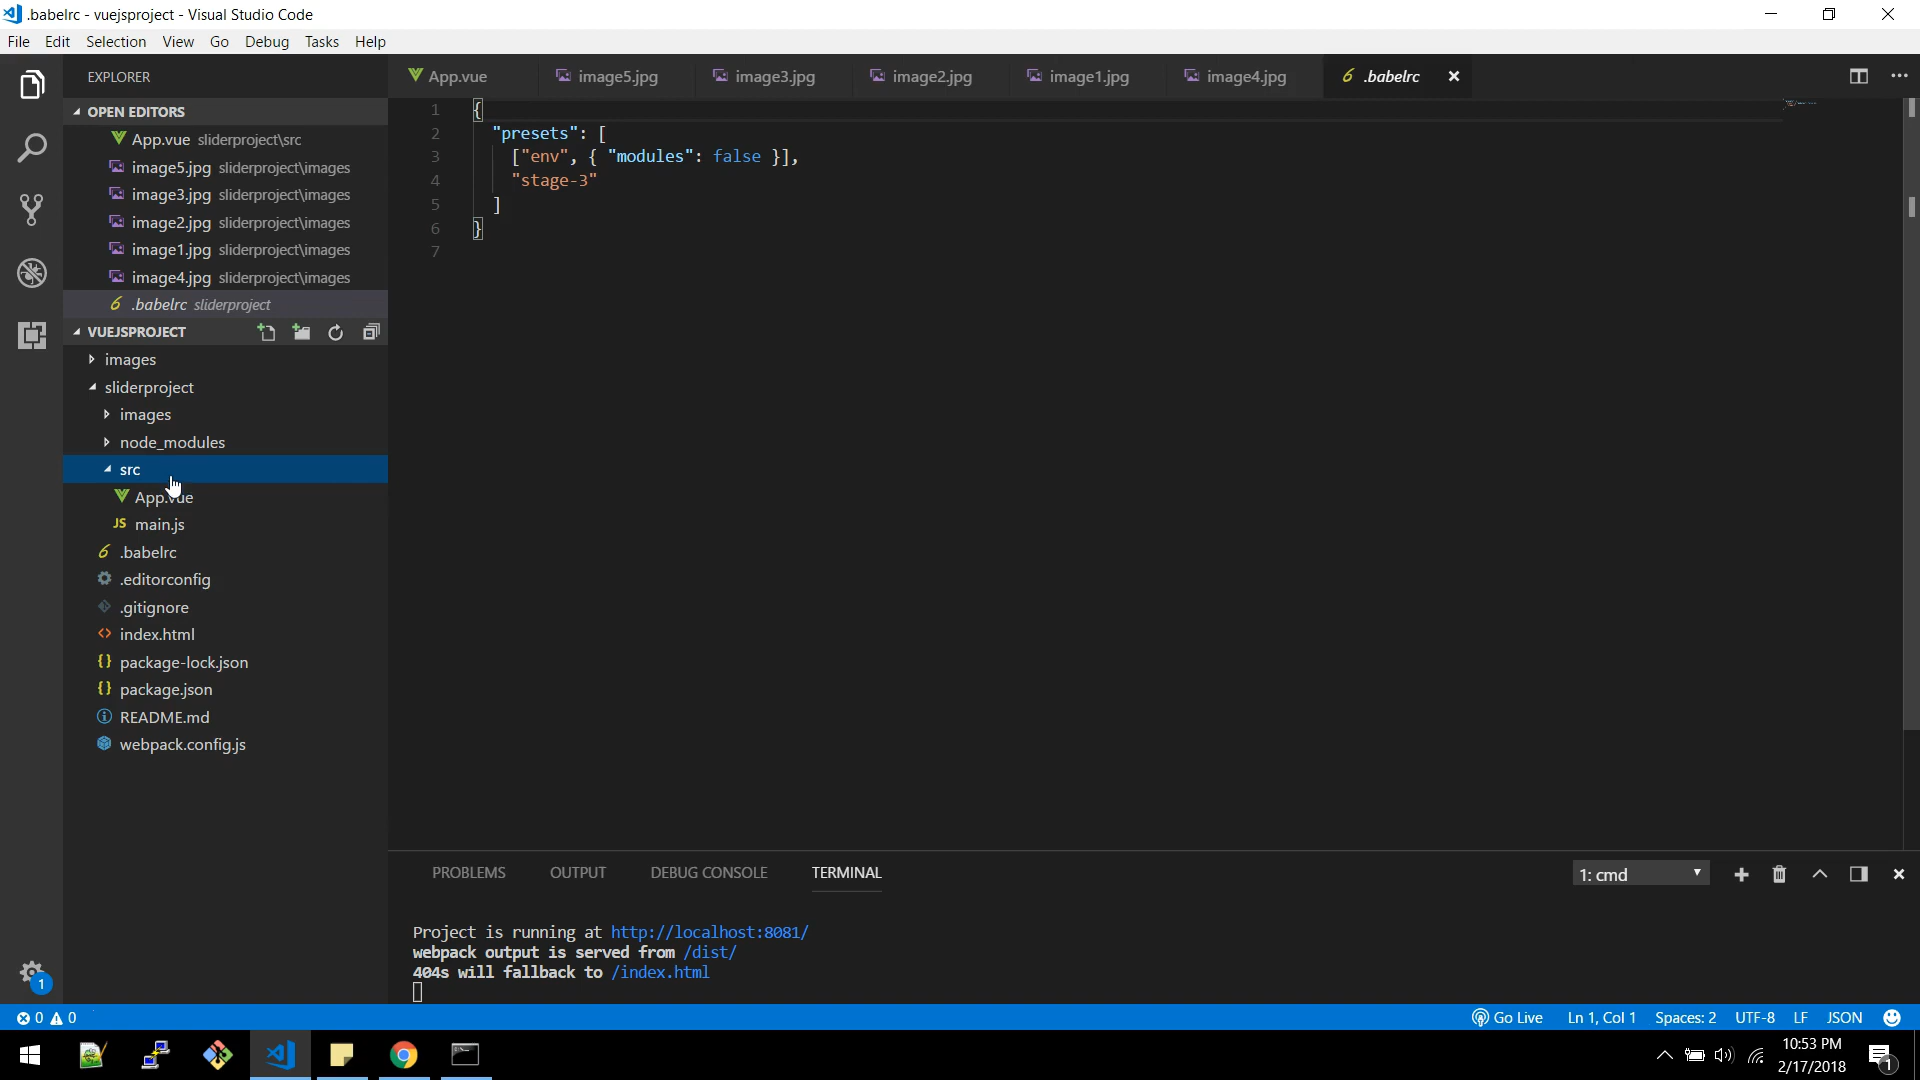 .babelrc - vuejsproject - Visual Studio Code
File Edit Selection View Go Debug Tasks Help
EXPLORER
OPEN EDITORS
App.vue sliderproject\src
image5.jpg sliderproject\images
image3.jpg sliderproject\images
image2.jpg sliderproject\images
image1.jpg sliderproject\images
image4.jpg sliderproject\images
.babelrc sliderproject
VUEJSPROJECT
images
sliderproject
images
node_modules
src
App.vue
JS main.js
.babelrc
.editorconfig
.gitignore
index.html
package-lock.json
package.json
README.md
webpack.config.js
App.vue image5.jpg image3.jpg image2.jpg image1.jpg image4.jpg .babelrc
1 {
2 "presets": [
3 ["env", { "modules": false }],
4 "stage-3"
5 ]
6 }
7
PROBLEMS OUTPUT DEBUG CONSOLE TERMINAL 1: cmd
Project is running at http://localhost:8081/
webpack output is served from /dist/
404s will fallback to /index.html
1
0 0 Go Live Ln 1, Col 1 Spaces: 2 UTF-8 LF JSON
10:53 PM
2/17/2018
1